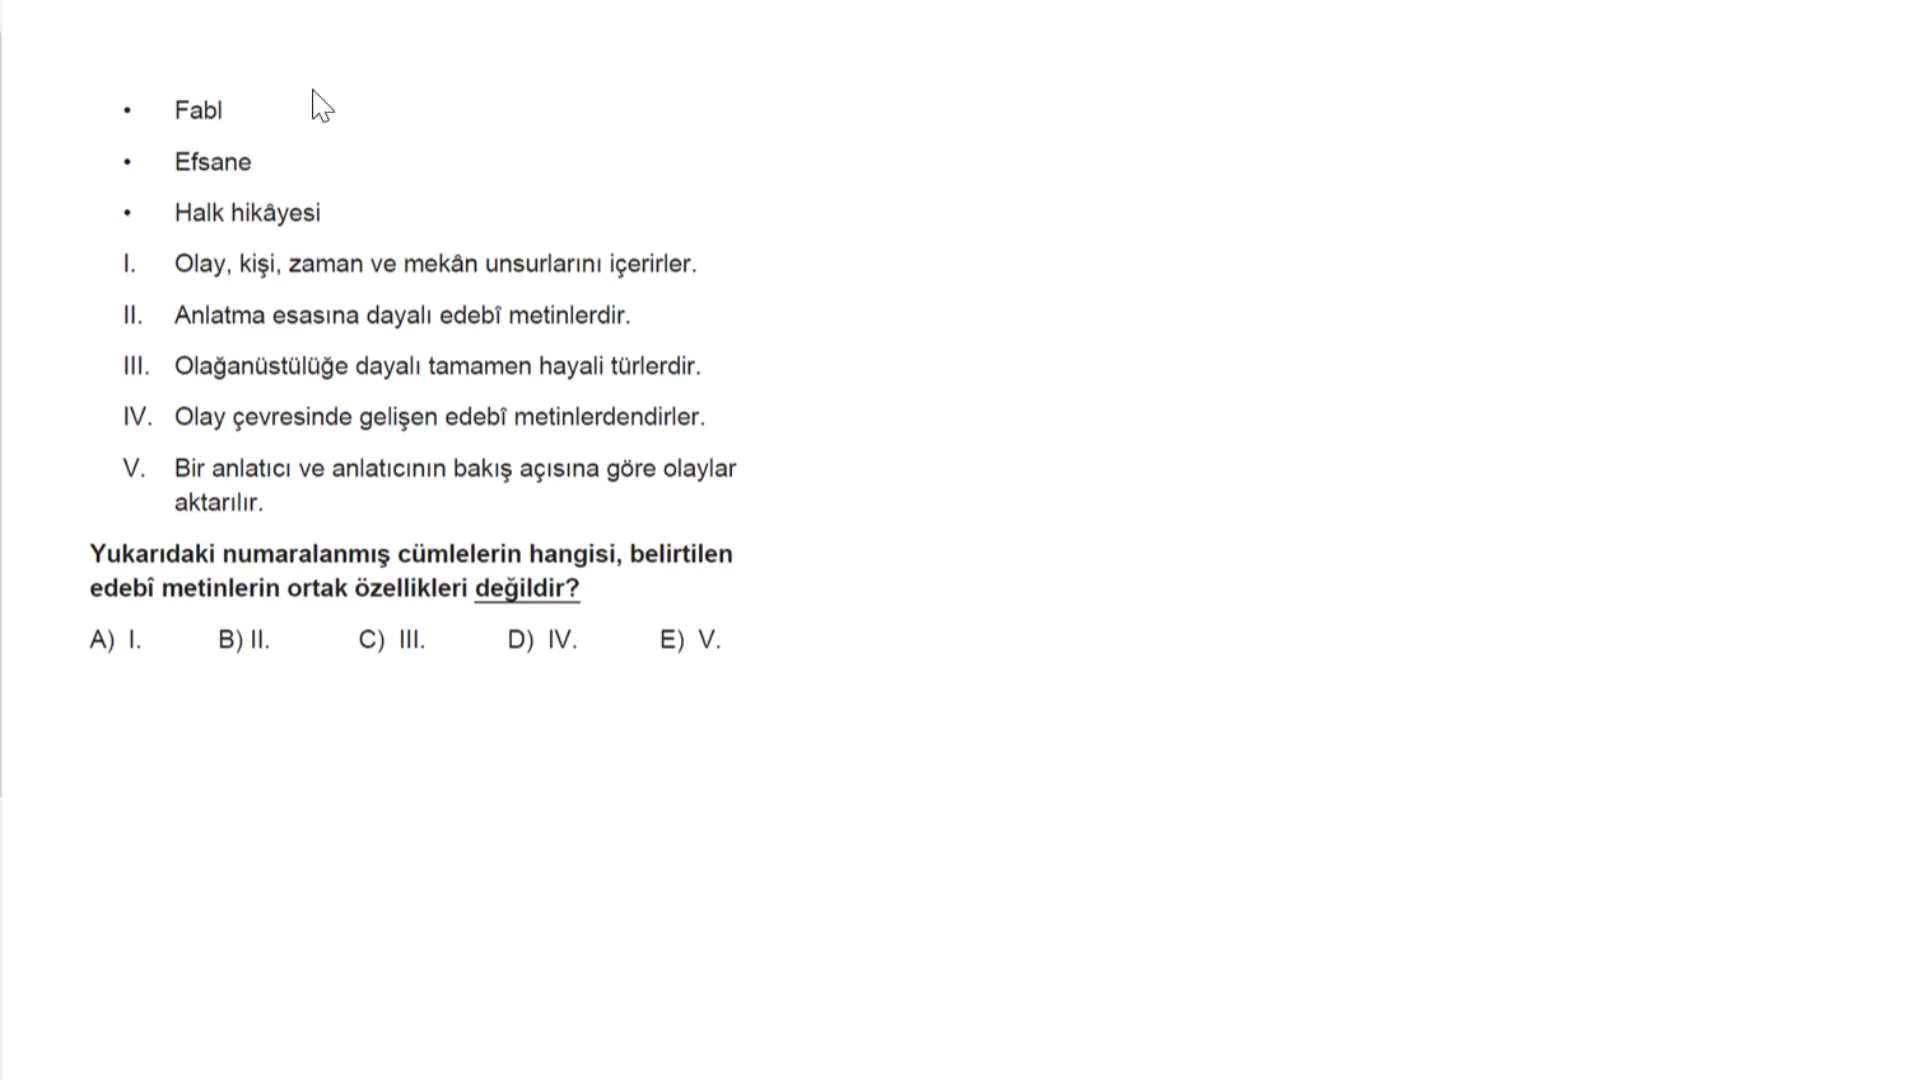 • Fabl
• Efsane
• Halk hikâyesi
I. Olay, kişi, zaman ve mekân unsurlarını içerirler.
II. Anlatma esasına dayalı edebî metinlerdir.
III. Olağanüstülüğe dayalı tamamen hayali türlerdir.
IV. Olay çevresinde gelişen edebî metinlerdendirler.
V. Bir anlatıcı ve anlatıcının bakış açısına göre olaylar
aktarılır.
Yukarıdaki numaralanmış cümlelerin hangisi, belirtilen
edebî metinlerin ortak özellikleri değildir?
A) I. B) II. C) III. D) IV. E) V.